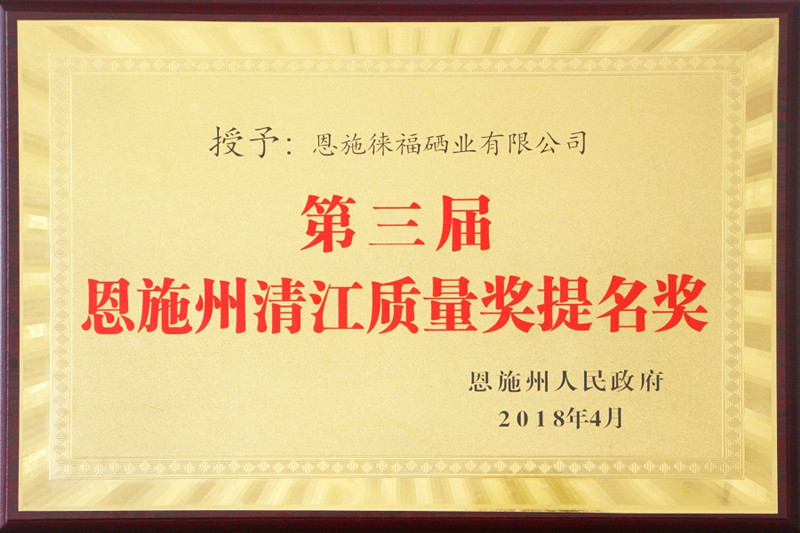 授予：恩施徕福硒业有限公司
第三届
恩施州清江质量奖提名奖
恩施州人民政府
2018年4月